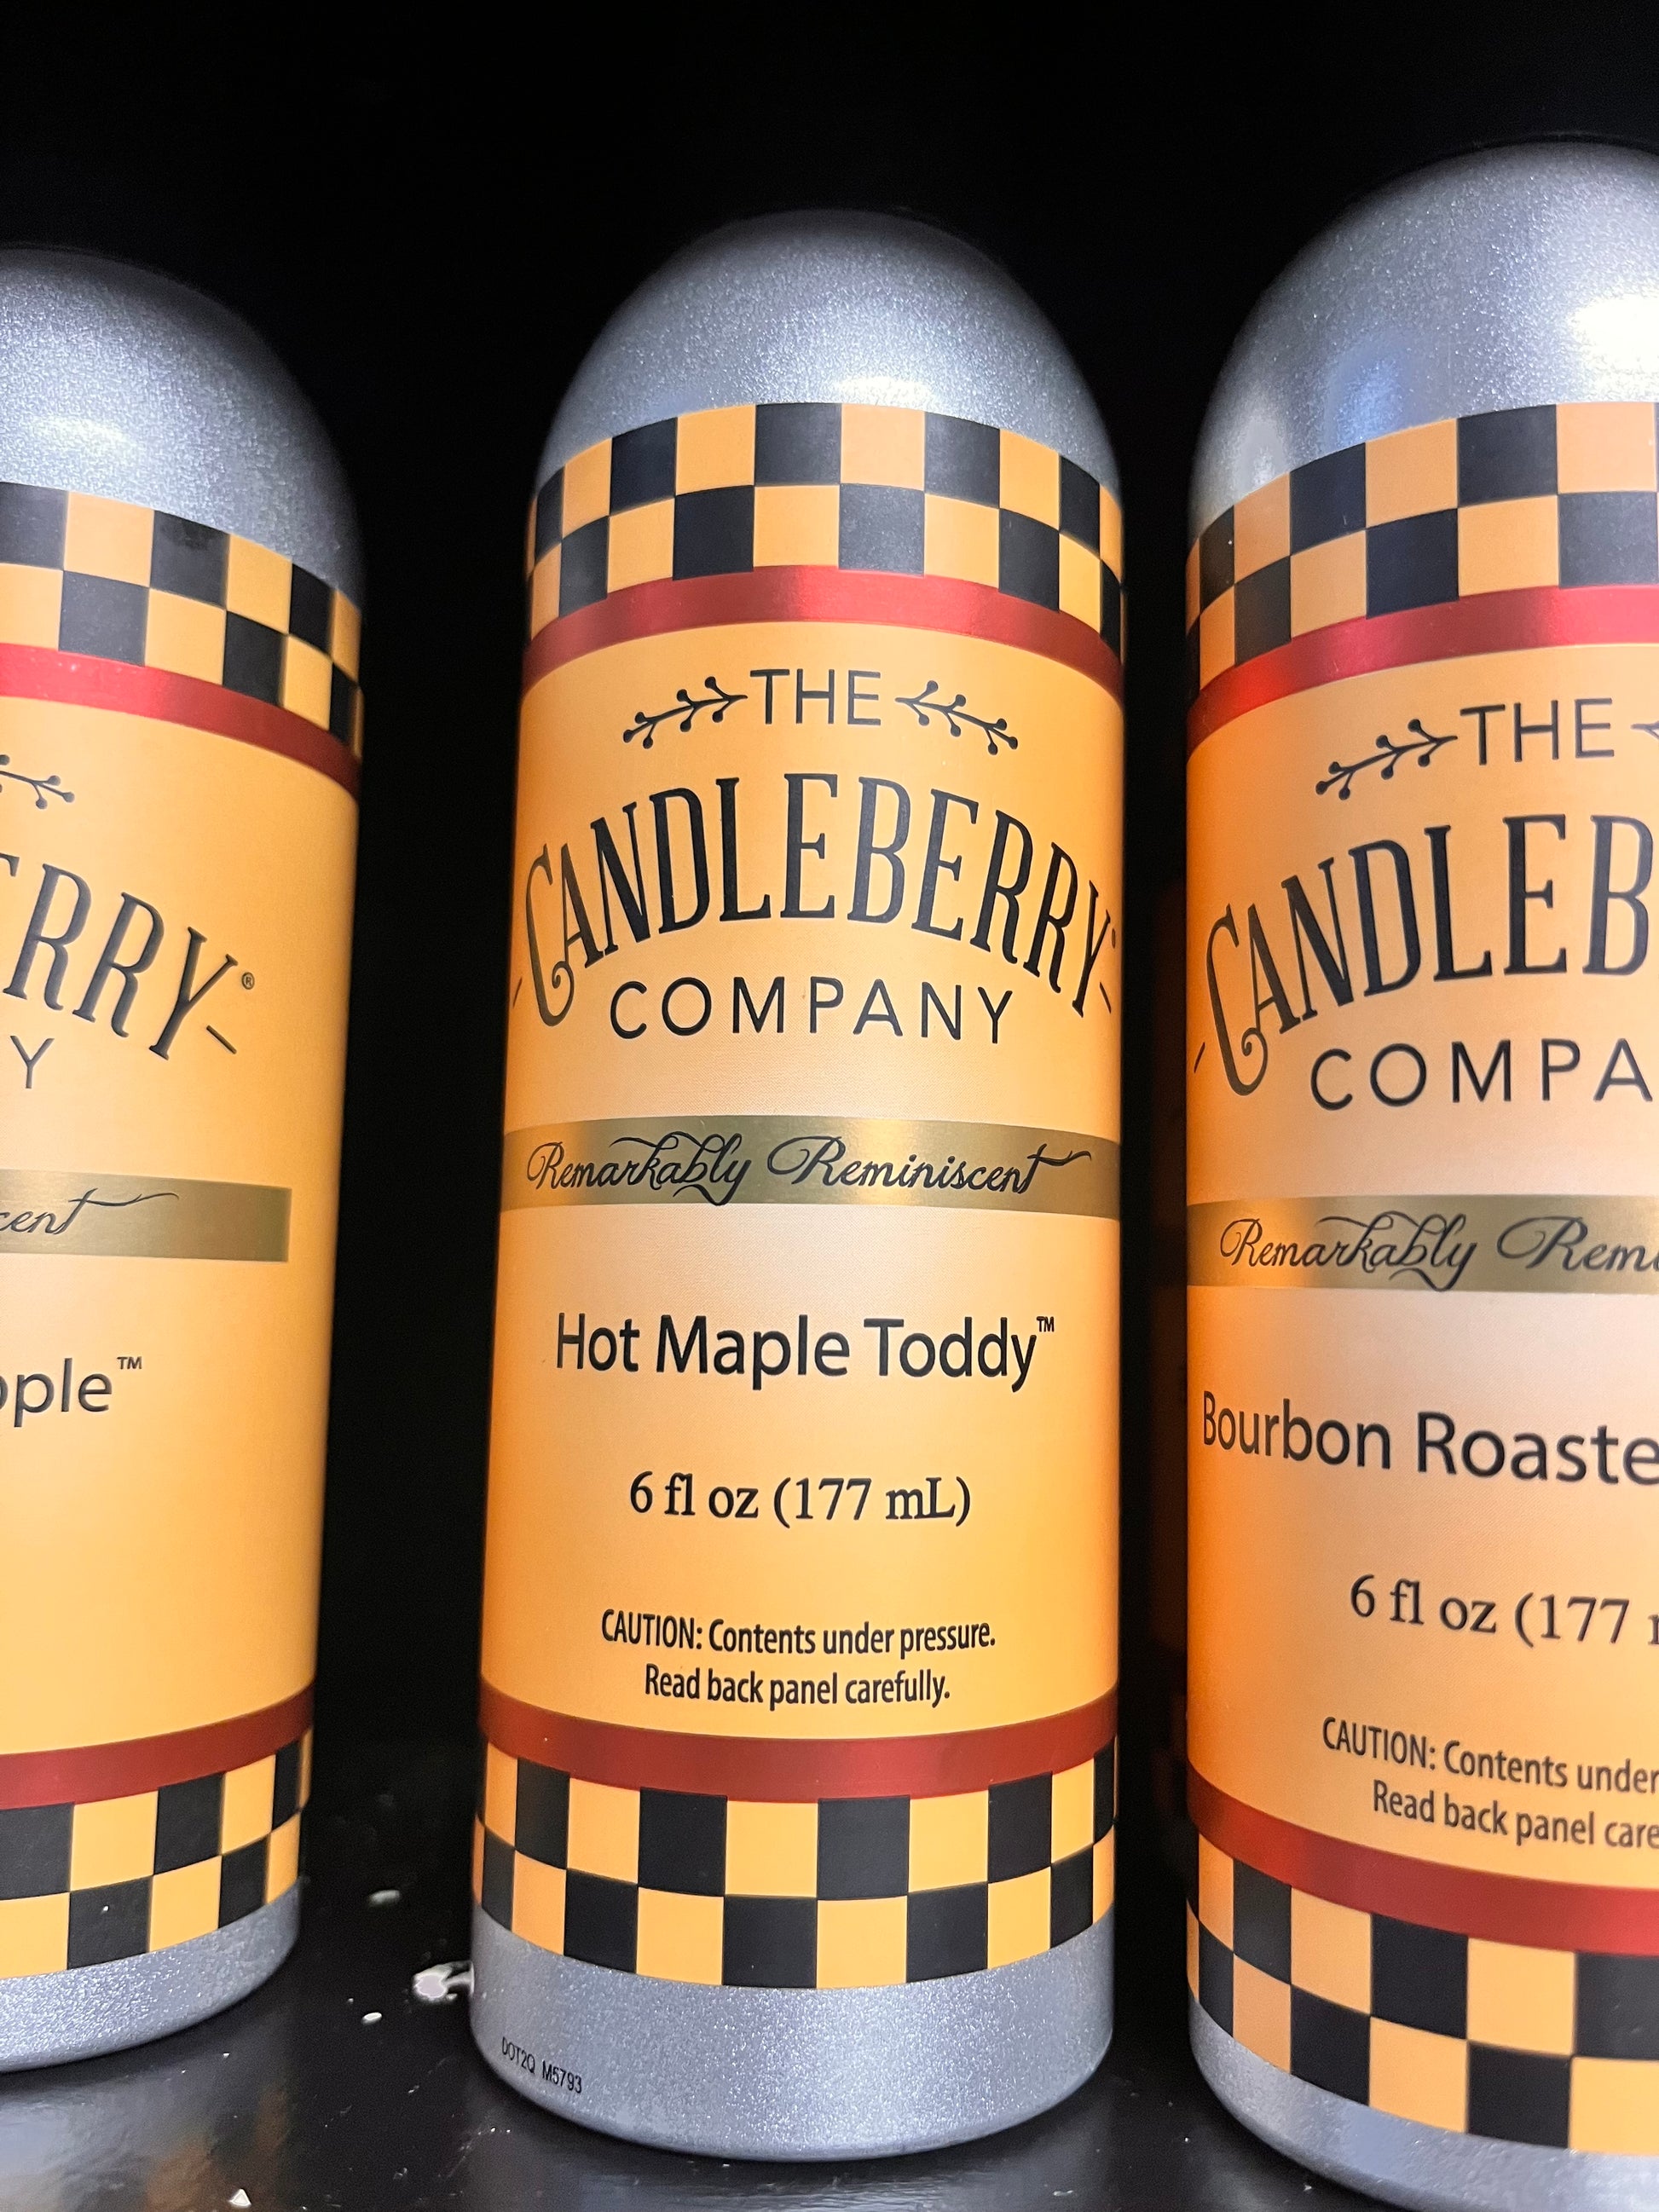 THE
CANDLEBERRY
COMPANY
Remarkably Reminiscent
Hot Maple Toddy™
6 fl oz (177 mL)
CAUTION: Contents under pressure.
Read back panel carefully.
DOT2Q M5793
ERRY®
Y
cent
pple™
THE
CANDLEB
COMPA
Remarkably Remi
Bourbon Roaste
6 fl oz (177
CAUTION: Contents under
Read back panel care